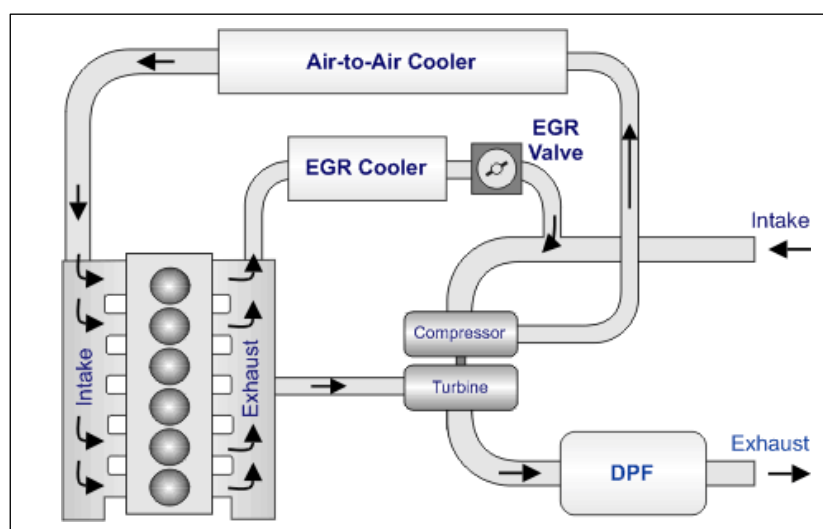 Air-to-Air Cooler
EGR
Valve
EGR Cooler
Intake
Compressor
Turbine
Intake
Exhaust
Exhaust
DPF